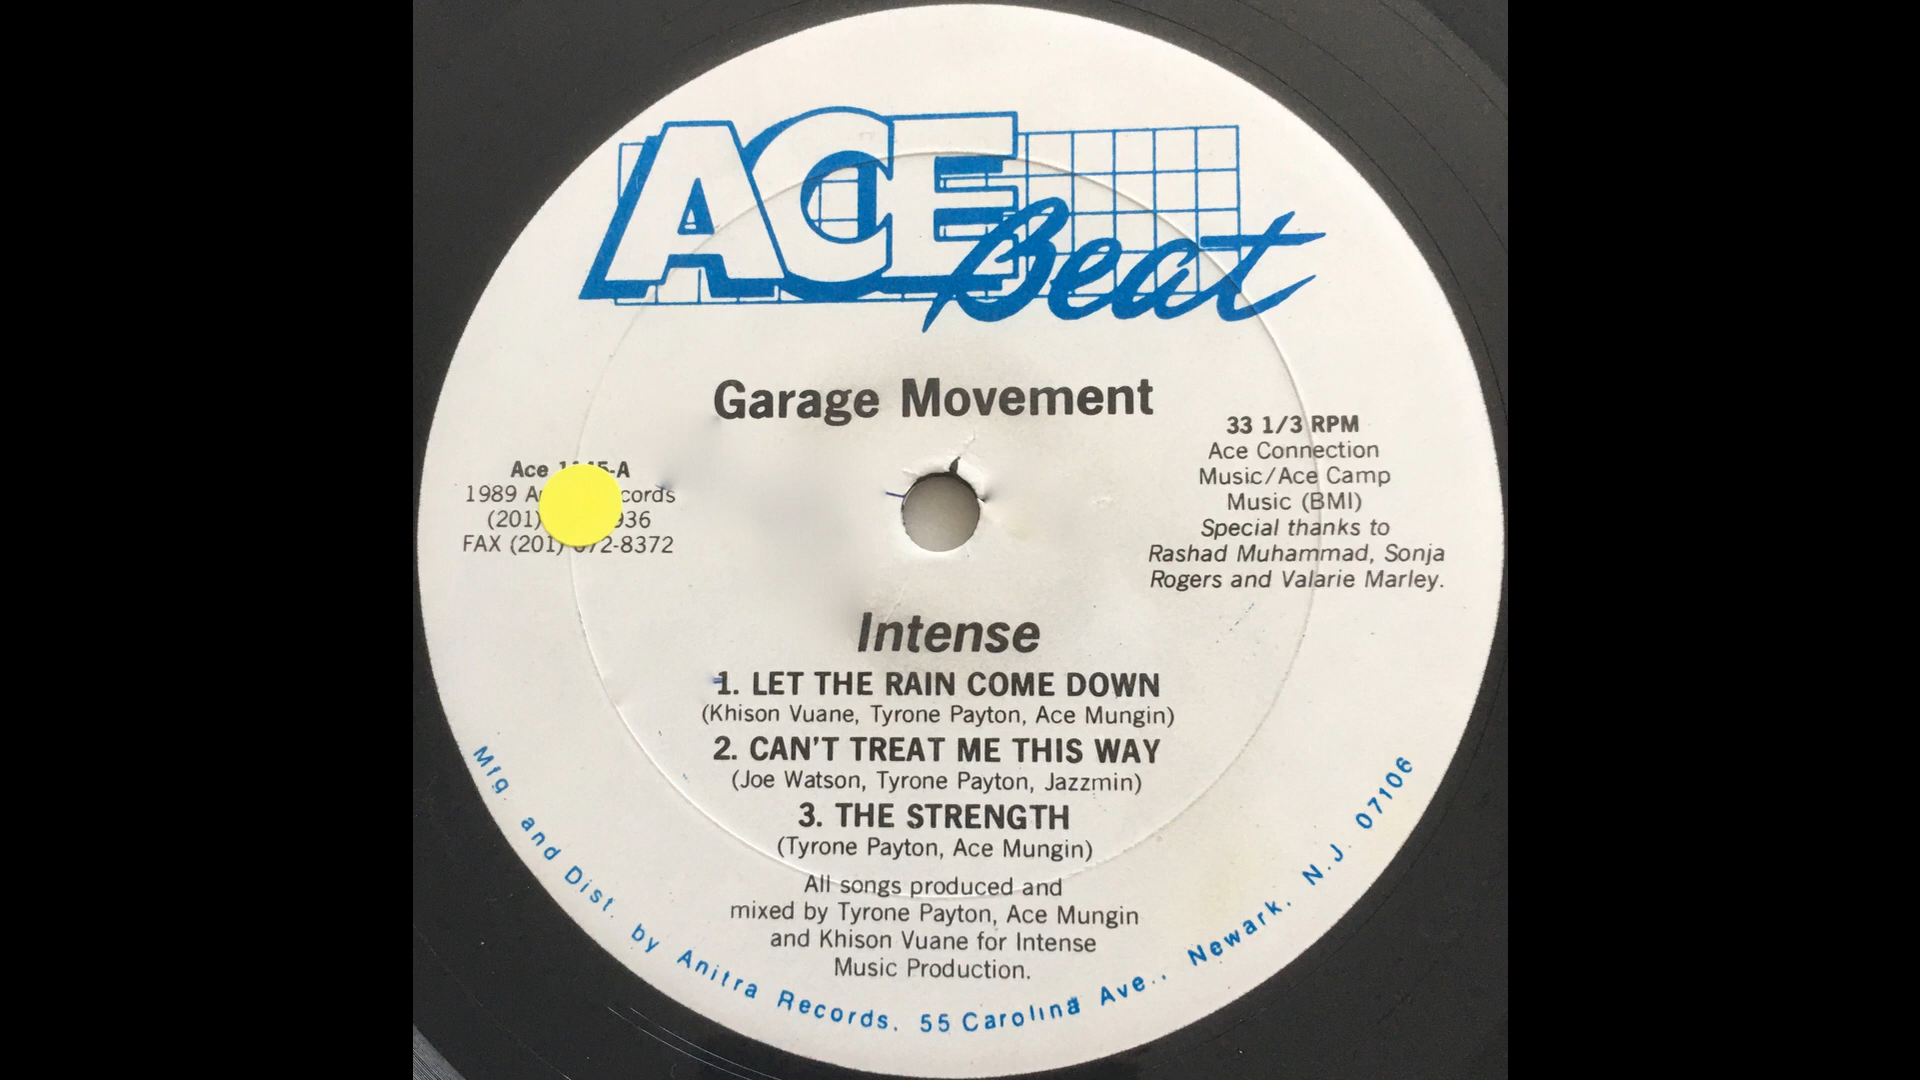 ACE
Beat
Garage Movement
33 1/3 RPM
Ace Connection
Music/Ace Camp
Music (BMI)
Special thanks to
Rashad Muhammad, Sonja
Rogers and Valarie Marley.
Ace
1989
(201)
FAX (201)
Intense
1. LET THE RAIN COME DOWN
(Khison Vuane, Tyrone Payton, Ace Mungin)
2. CAN'T TREAT ME THIS WAY
(Joe Watson, Tyrone Payton, Jazzmin)
3. THE STRENGTH
(Tyrone Payton, Ace Mungin)
All songs produced and
mixed by Tyrone Payton, Ace Mungin
and Khison Vuane for Intense
Music Production.
Mfg. and Dist. by Anitra Records. 55 Carolina Ave., Newark, N.J. 07106